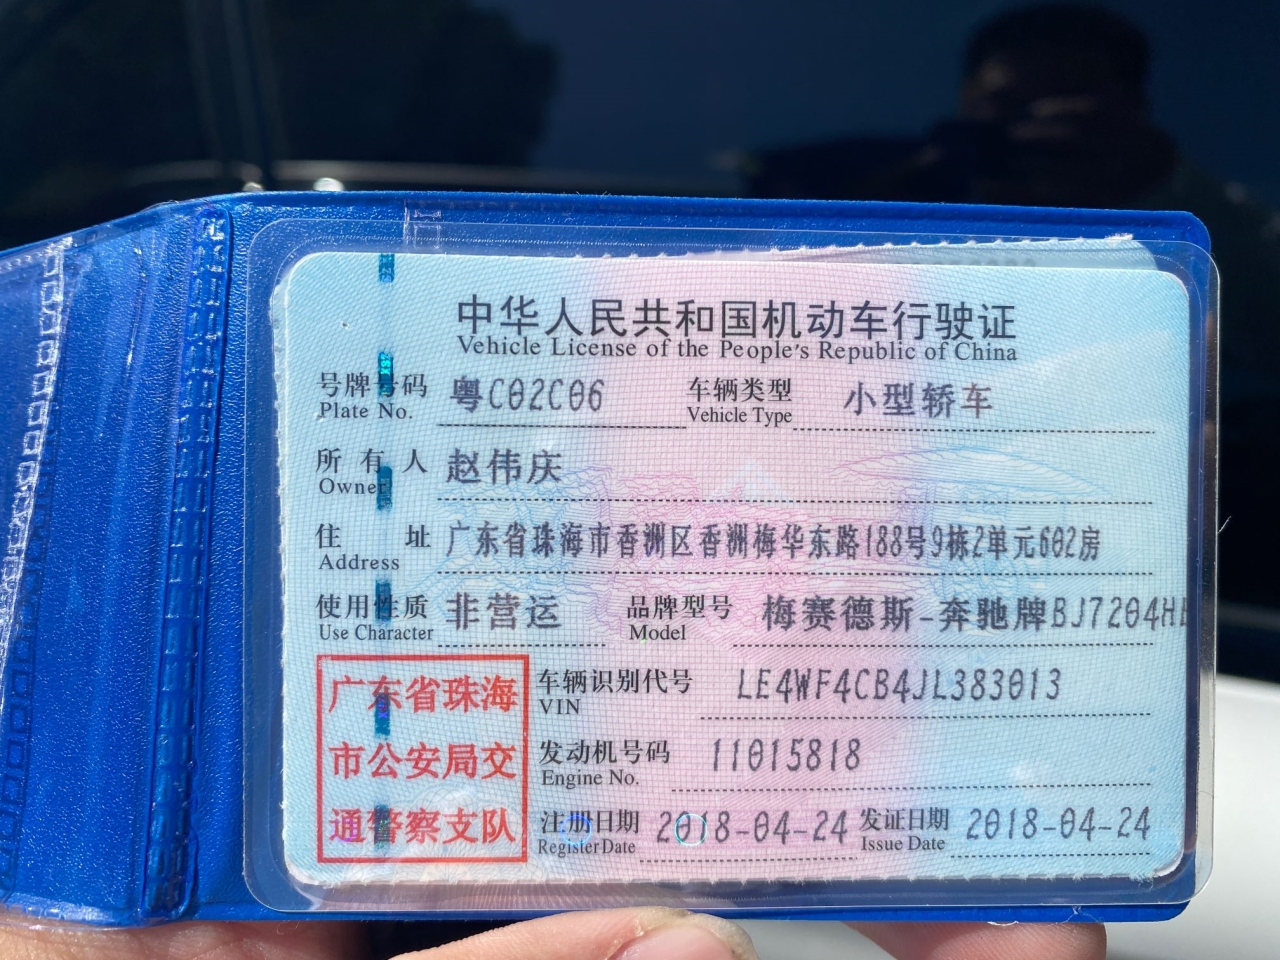 中华人民共和国机动车行驶证
Vehicle License of the People's Republic of China
号牌号码 粤C02C06 车辆类型 小型轿车
Plate No. Vehicle Type
所有人 赵伟庆
Owner
住址 广东省珠海市香洲区香洲梅华东路188号9栋2单元602房
Address
使用性质 非营运 品牌型号 梅赛德斯-奔驰牌BJ7204H
Use Character Model
广东省珠海
市公安局交
通警察支队
车辆识别代号 LE4WF4CB4JL383013
VIN
发动机号码 11015818
Engine No.
注册日期 2018-04-24 发证日期 2018-04-24
Register Date Issue Date